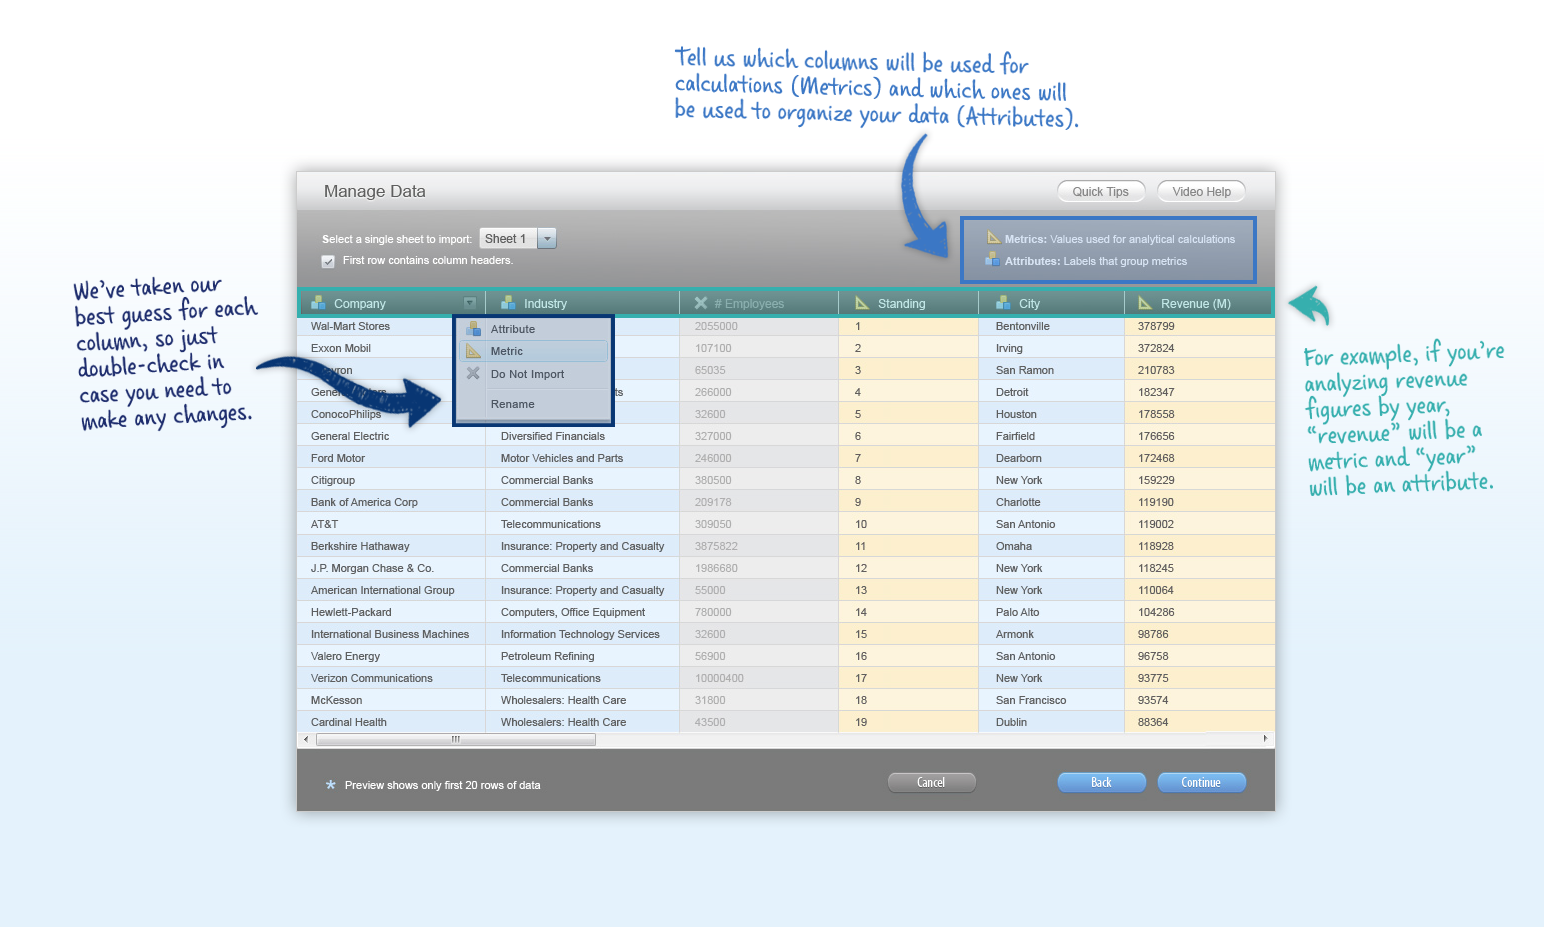 Tell us which columns will be used for
calculations (Metrics) and which ones will
be used to organize your data (Attributes).
Manage Data
Quick Tips
Video Help
Select a single sheet to import: Sheet 1
First row contains column headers.
Metrics: Values used for analytical calculations
Attributes: Labels that group metrics
We've taken our
best guess for each
column, so just
double-check in
case you need to
make any changes.
For example, if you're
analyzing revenue
figures by year,
“revenue” will be a
metric and “year”
will be an attribute.
Company Industry # Employees Standing City Revenue (M)
Attribute
Metric
Do Not Import
Rename
Wal-Mart Stores 2055000 1 Bentonville 378799
Exxon Mobil 107100 2 Irving 372824
65035 3 San Ramon 210783
ts 266000 4 Detroit 182347
ConocoPhilips 32600 5 Houston 178558
General Electric Diversified Financials 327000 6 Fairfield 176656
Ford Motor Motor Vehicles and Parts 246000 7 Dearborn 172468
Citigroup Commercial Banks 380500 8 New York 159229
Bank of America Corp Commercial Banks 209178 9 Charlotte 119190
AT&T Telecommunications 309050 10 San Antonio 119002
Berkshire Hathaway Insurance: Property and Casualty 3875822 11 Omaha 118928
J.P. Morgan Chase & Co. Commercial Banks 1986680 12 New York 118245
American International Group Insurance: Property and Casualty 55000 13 New York 110064
Hewlett-Packard Computers, Office Equipment 780000 14 Palo Alto 104286
International Business Machines Information Technology Services 32600 15 Armonk 98786
Valero Energy Petroleum Refining 56900 16 San Antonio 96758
Verizon Communications Telecommunications 10000400 17 New York 93775
McKesson Wholesalers: Health Care 31800 18 San Francisco 93574
Cardinal Health Wholesalers: Health Care 43500 19 Dublin 88364
* Preview shows only first 20 rows of data
Cancel
Back
Continue